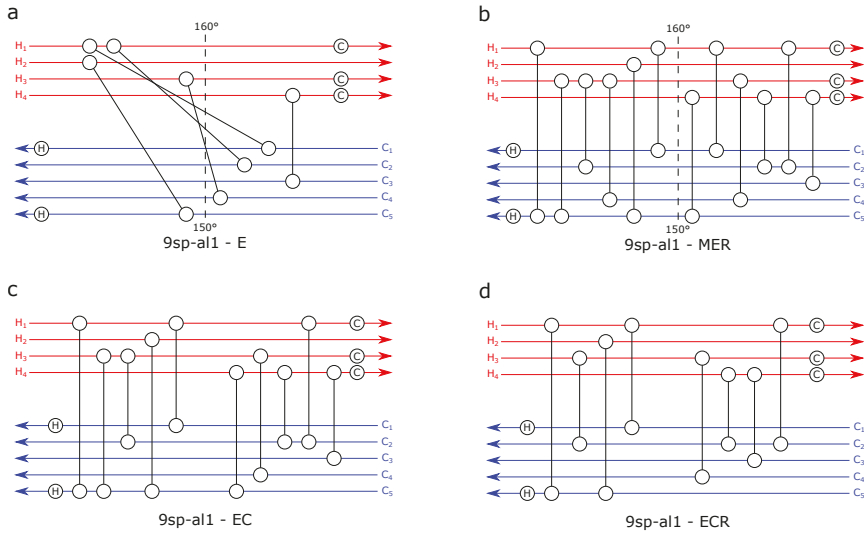 a
160°
H₁ C
H₂
H₃ C
H₄ C
H C₁
C₂
C₃
C₄
H C₅
150°
9sp-al1 - E
b
160°
H₁ C
H₂
H₃ C
H₄ C
H C₁
C₂
C₃
C₄
H C₅
150°
9sp-al1 - MER
c
H₁ C
H₂
H₃ C
H₄ C
H C₁
C₂
C₃
C₄
H C₅
9sp-al1 - EC
d
H₁ C
H₂
H₃ C
H₄ C
H C₁
C₂
C₃
C₄
H C₅
9sp-al1 - ECR